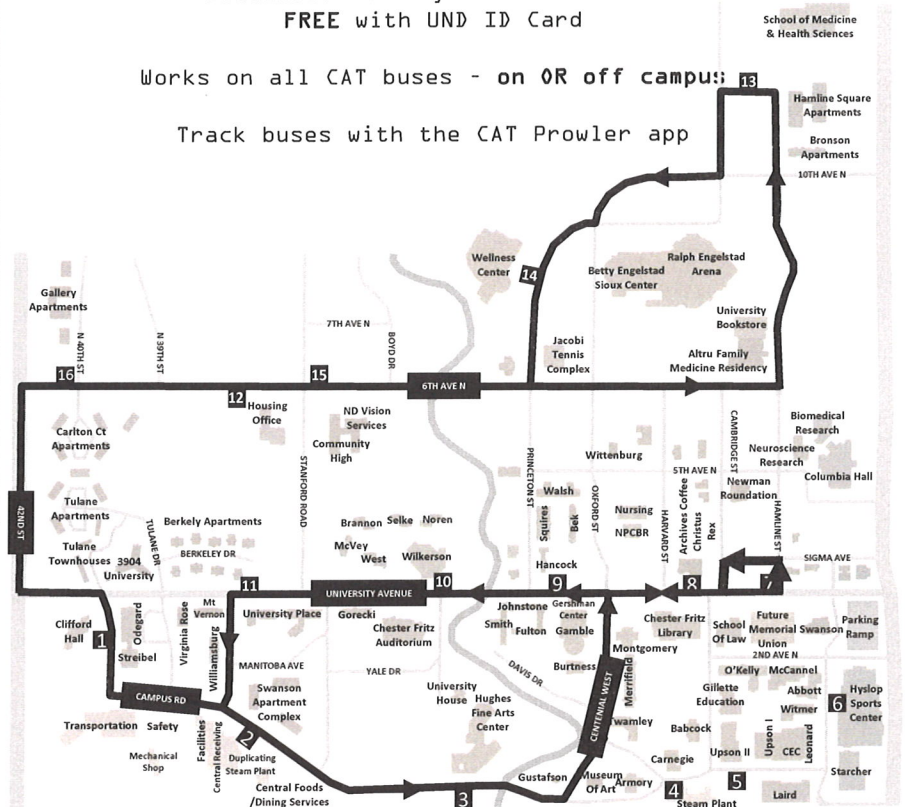 FREE with UND ID Card
School of Medicine
& Health Sciences
Works on all CAT buses - on OR off campus
13
Hamline Square
Apartments
Track buses with the CAT Prowler app
Bronson
Apartments
10TH AVE N
Wellness
Center
14
Ralph Engelstad
Arena
Betty Engelstad
Sioux Center
Gallery
Apartments
University
Bookstore
7TH AVE N
N 40TH ST
N 39TH ST
BOYD DR
Jacobi
Tennis
Complex
Altru Family
Medicine Residency
16
15
6TH AVE N
12
Housing
Office
ND Vision
Services
Community
High
Carlton Ct
Apartments
Biomedical
Research
Neuroscience
Research
Columbia Hall
CAMBRIDGE ST
Wittenburg
5TH AVE N
Newman
Roundation
STANFORD ROAD
PRINCETON ST
OXFORD ST
HARVARD ST
HAMLINE ST
Walsh
Squires
Bek
Nursing
NPCBR
Archives Coffee
Christus
Rex
42ND ST
Tulane
Apartments
TULANE DR
Berkely Apartments
BERKELEY DR
Brannon
Selke
Noren
McVey
West
Wilkerson
Tulane
Townhouses
3904
University
Hancock
SIGMA AVE
11
UNIVERSITY AVENUE
10
9
8
7
Clifford
Hall
1
Odegard
Streibel
Virginia Rose
Mt
Vernon
Williamsburg
University Place
Gorecki
Chester Fritz
Auditorium
Johnstone
Smith
Fulton
Gershman
Center
Gamble
Chester Fritz
Library
School
Of Law
Future
Memorial
Union
Swanson
Parking
Ramp
2ND AVE N
MANITOBA AVE
YALE DR
DAVIS DR
Burtness
Montgomery
Merrifield
O'Kelly
McCannel
CAMPUS RD
Swanson
Apartment
Complex
University
House
Hughes
Fine Arts
Center
CENTENIAL WEST
Gillette
Education
Abbott
Witmer
6
Hyslop
Sports
Center
Transportation
Safety
Facilities
Central Receiving
2
Twamley
Babcock
Upson I
Leonard
Mechanical
Shop
Duplicating
Steam Plant
Carnegie
Upson II
CEC
Starcher
Central Foods
/Dining Services
3
Gustafson
Museum
Of Art
Armory
4
Steam Plant
5
Laird